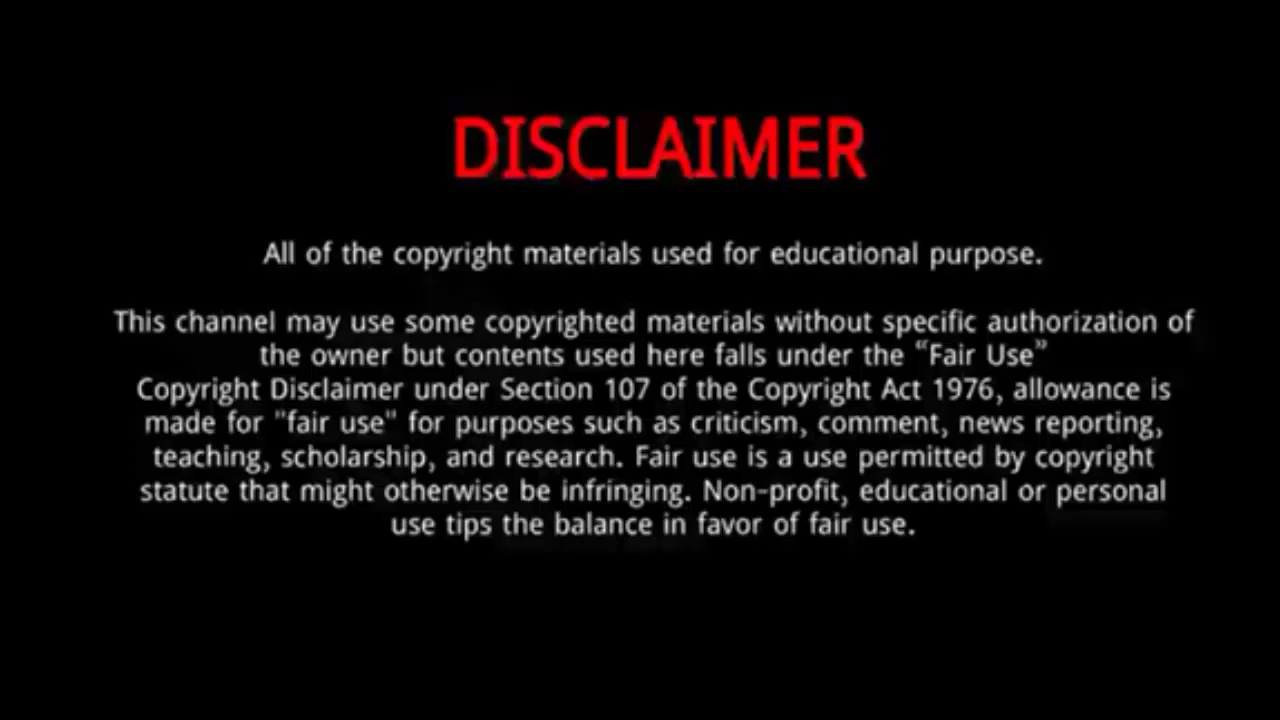 DISCLAIMER
All of the copyright materials used for educational purpose.
This channel may use some copyrighted materials without specific authorization of
the owner but contents used here falls under the “Fair Use”
Copyright Disclaimer under Section 107 of the Copyright Act 1976, allowance is
made for "fair use" for purposes such as criticism, comment, news reporting,
teaching, scholarship, and research. Fair use is a use permitted by copyright
statute that might otherwise be infringing. Non-profit, educational or personal
use tips the balance in favor of fair use.